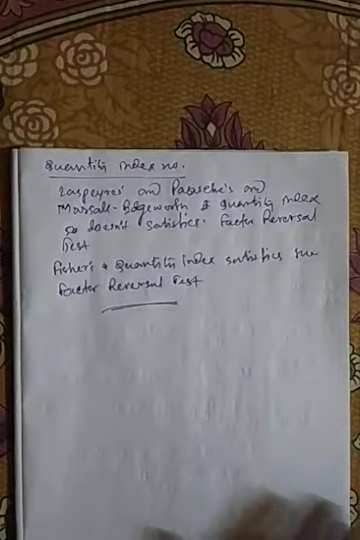 Quantity index no.
Laspeyres' and Paasche's and
Marsall-Edgeworth quantity index
doesn't satisfies. Factor Reversal
Test
Fisher's Quantity Index satisfies the
Factor Reversal Test